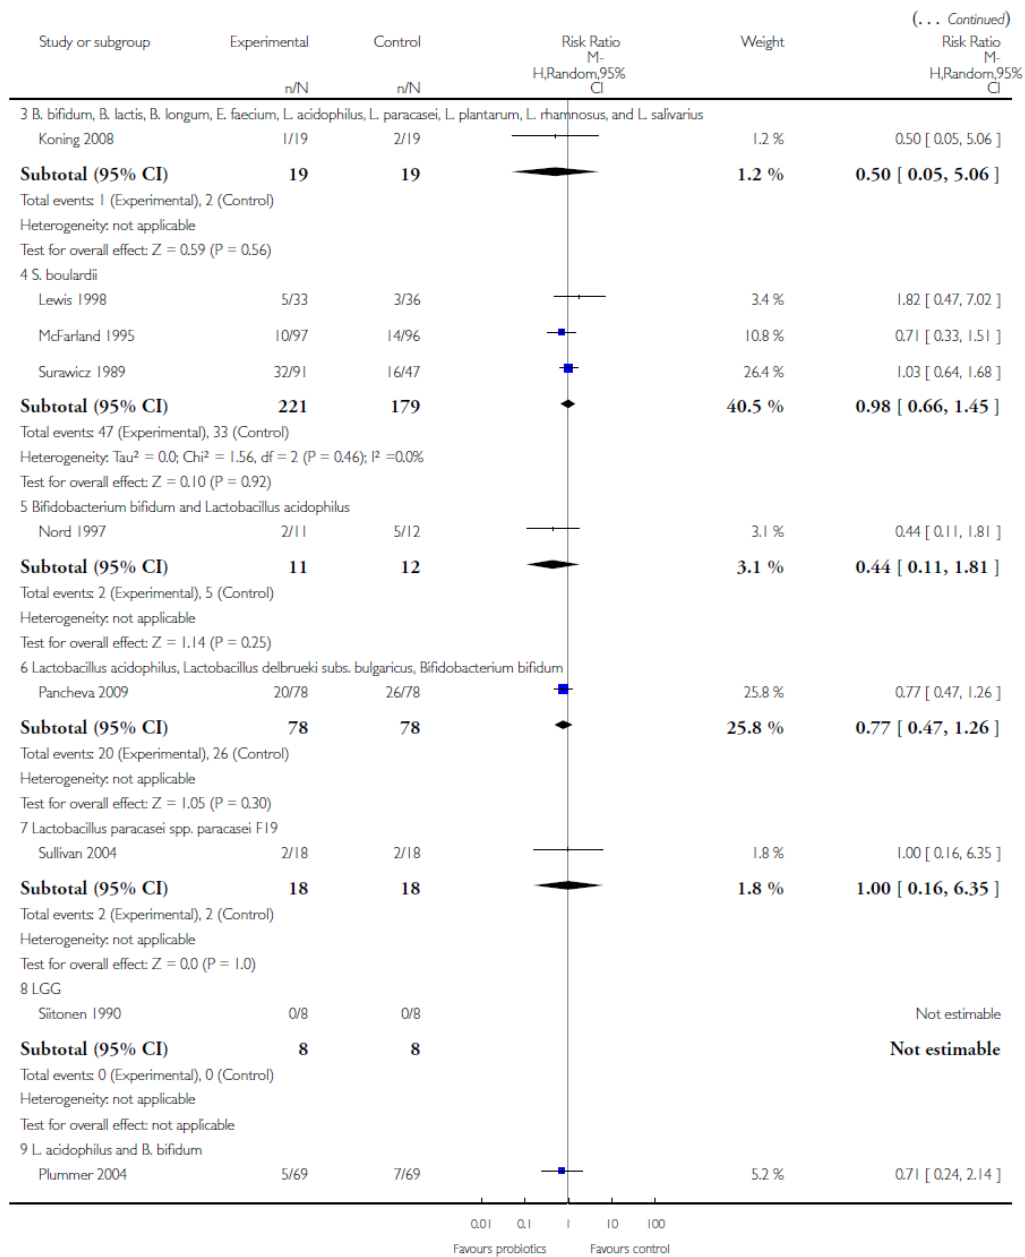 (... Continued)
Study or subgroup Experimental Control Risk Ratio Weight Risk Ratio
M- M-
H,Random,95% H,Random,95%
n/N n/N CI CI
3 B. bifidum, B. lactis, B. longum, E. faecium, L. acidophilus, L. paracasei, L. plantarum, L. rhamnosus, and L. salivarius
Koning 2008 1/19 2/19 1.2 % 0.50 [ 0.05, 5.06 ]
Subtotal (95% CI) 19 19 1.2 % 0.50 [ 0.05, 5.06 ]
Total events: 1 (Experimental), 2 (Control)
Heterogeneity: not applicable
Test for overall effect: Z = 0.59 (P = 0.56)
4 S. boulardii
Lewis 1998 5/33 3/36 3.4 % 1.82 [ 0.47, 7.02 ]
McFarland 1995 10/97 14/96 10.8 % 0.71 [ 0.33, 1.51 ]
Surawicz 1989 32/91 16/47 26.4 % 1.03 [ 0.64, 1.68 ]
Subtotal (95% CI) 221 179 40.5 % 0.98 [ 0.66, 1.45 ]
Total events: 47 (Experimental), 33 (Control)
Heterogeneity: Tau² = 0.0; Chi² = 1.56, df = 2 (P = 0.46); I² =0.0%
Test for overall effect: Z = 0.10 (P = 0.92)
5 Bifidobacterium bifidum and Lactobacillus acidophilus
Nord 1997 2/11 5/12 3.1 % 0.44 [ 0.11, 1.81 ]
Subtotal (95% CI) 11 12 3.1 % 0.44 [ 0.11, 1.81 ]
Total events: 2 (Experimental), 5 (Control)
Heterogeneity: not applicable
Test for overall effect: Z = 1.14 (P = 0.25)
6 Lactobacillus acidophilus, Lactobacillus delbrueki subs. bulgaricus, Bifidobacterium bifidum
Pancheva 2009 20/78 26/78 25.8 % 0.77 [ 0.47, 1.26 ]
Subtotal (95% CI) 78 78 25.8 % 0.77 [ 0.47, 1.26 ]
Total events: 20 (Experimental), 26 (Control)
Heterogeneity: not applicable
Test for overall effect: Z = 1.05 (P = 0.30)
7 Lactobacillus paracasei spp. paracasei F19
Sullivan 2004 2/18 2/18 1.8 % 1.00 [ 0.16, 6.35 ]
Subtotal (95% CI) 18 18 1.8 % 1.00 [ 0.16, 6.35 ]
Total events: 2 (Experimental), 2 (Control)
Heterogeneity: not applicable
Test for overall effect: Z = 0.0 (P = 1.0)
8 LGG
Siitonen 1990 0/8 0/8 Not estimable
Subtotal (95% CI) 8 8 Not estimable
Total events: 0 (Experimental), 0 (Control)
Heterogeneity: not applicable
Test for overall effect: not applicable
9 L. acidophilus and B. bifidum
Plummer 2004 5/69 7/69 5.2 % 0.71 [ 0.24, 2.14 ]
0.01 0.1 1 10 100
Favours probiotics Favours control